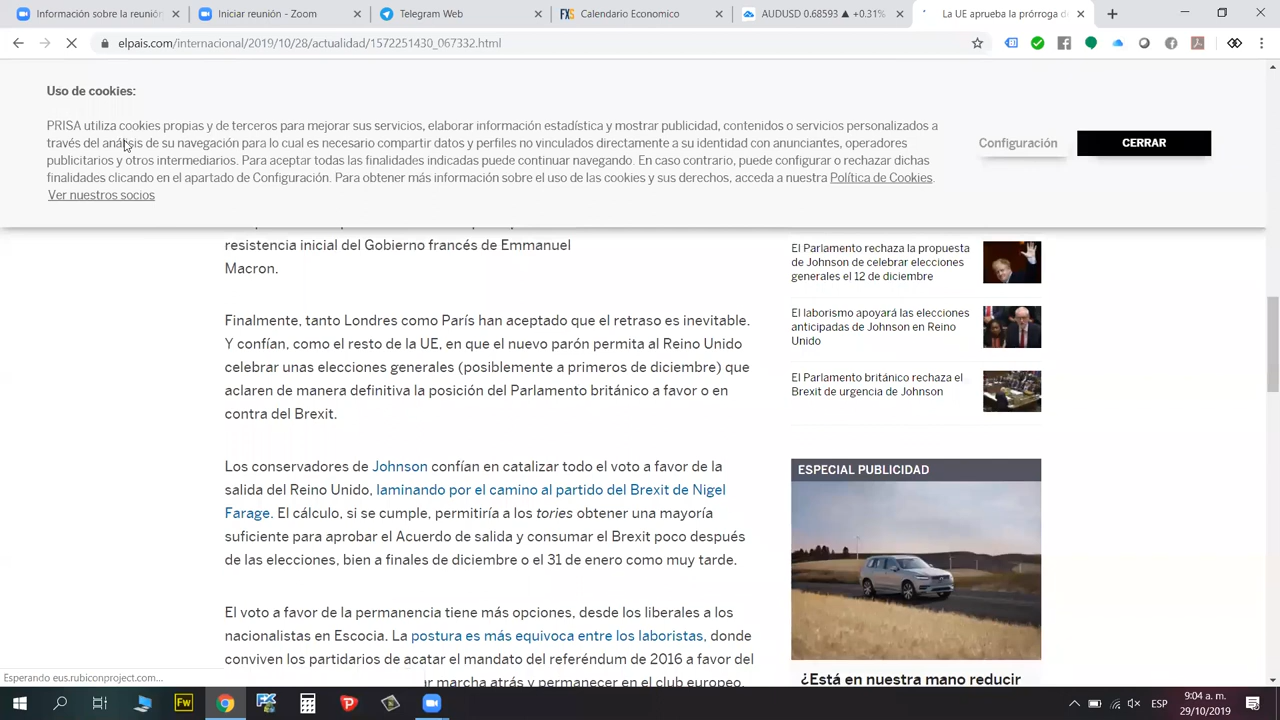 Información sobre la reunión
Iniciar reunión - Zoom
Telegram Web
FXS Calendario Economico
AUDUSD 0.68593 ▲ +0.31%
La UE aprueba la prórroga de
elpais.com/internacional/2019/10/28/actualidad/1572251430_067332.html
Uso de cookies:
PRISA utiliza cookies propias y de terceros para mejorar sus servicios, elaborar información estadística y mostrar publicidad, contenidos o servicios personalizados a
través del análisis de su navegación para lo cual es necesario compartir datos y perfiles no vinculados directamente a su identidad con anunciantes, operadores
publicitarios y otros intermediarios. Para aceptar todas las finalidades indicadas puede continuar navegando. En caso contrario, puede configurar o rechazar dichas
finalidades clicando en el apartado de Configuración. Para obtener más información sobre el uso de las cookies y sus derechos, acceda a nuestra Política de Cookies.
Ver nuestros socios
Configuración
CERRAR
resistencia inicial del Gobierno francés de Emmanuel
Macron.
Finalmente, tanto Londres como París han aceptado que el retraso es inevitable.
Y confían, como el resto de la UE, en que el nuevo parón permita al Reino Unido
celebrar unas elecciones generales (posiblemente a primeros de diciembre) que
aclaren de manera definitiva la posición del Parlamento británico a favor o en
contra del Brexit.
Los conservadores de Johnson confían en catalizar todo el voto a favor de la
salida del Reino Unido, laminando por el camino al partido del Brexit de Nigel
Farage. El cálculo, si se cumple, permitiría a los tories obtener una mayoría
suficiente para aprobar el Acuerdo de salida y consumar el Brexit poco después
de las elecciones, bien a finales de diciembre o el 31 de enero como muy tarde.
El voto a favor de la permanencia tiene más opciones, desde los liberales a los
nacionalistas en Escocia. La postura es más equivoca entre los laboristas, donde
conviven los partidarios de acatar el mandato del referéndum de 2016 a favor del
ar marcha atrás y permanecer en el club europeo.
El Parlamento rechaza la propuesta
de Johnson de celebrar elecciones
generales el 12 de diciembre
El laborismo apoyará las elecciones
anticipadas de Johnson en Reino
Unido
El Parlamento británico rechaza el
Brexit de urgencia de Johnson
ESPECIAL PUBLICIDAD
¿Está en nuestra mano reducir
Esperando eus.rubiconproject.com...
Fw
ESP
9:04 a. m.
29/10/2019